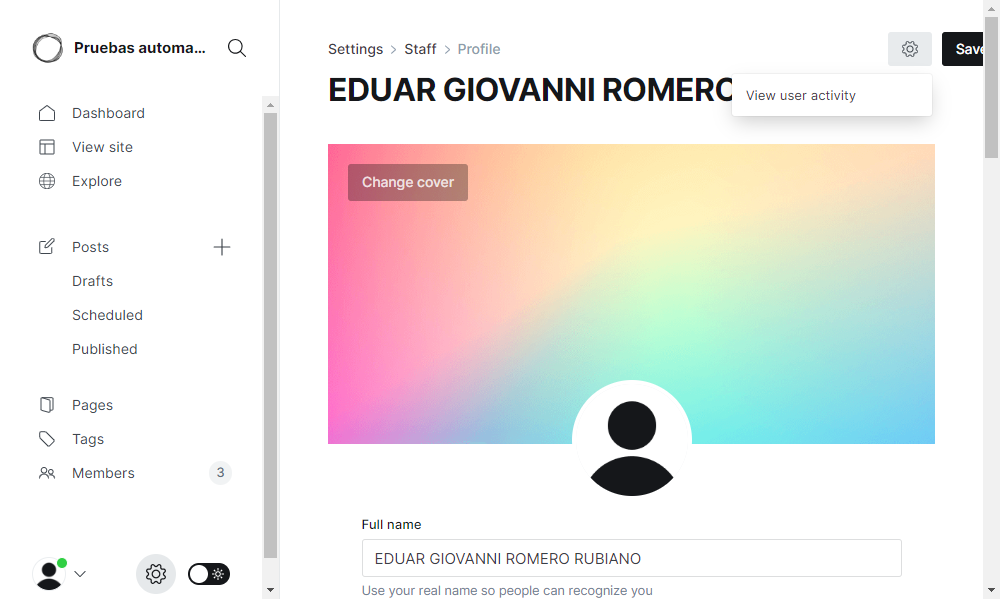 Pruebas automa...
Dashboard
View site
Explore
Posts
Drafts
Scheduled
Published
Pages
Tags
Members 3
Settings > Staff > Profile
Save
EDUAR GIOVANNI ROMERO
View user activity
Change cover
Full name
EDUAR GIOVANNI ROMERO RUBIANO
Use your real name so people can recognize you